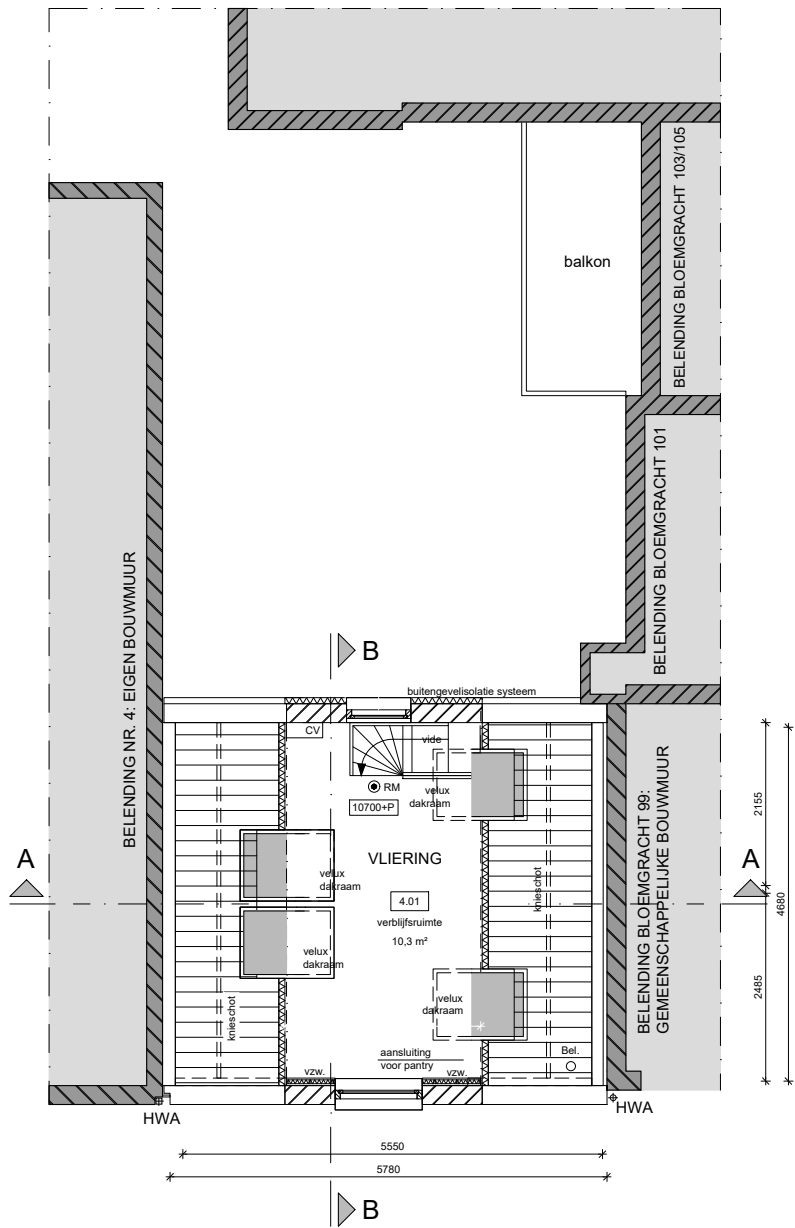 BELENDING BLOEMGRACHT 103/105
balkon
BELENDING BLOEMGRACHT 101
BELENDING NR. 4: EIGEN BOUWMUUR
B
buitengevelisolatie systeem
CV
vide
RM
10700+P
velux
dakraam
VLIERING
velux
dakraam
4.01
verblijfsruimte
10,3 m²
velux
dakraam
velux
dakraam
knieschot
knieschot
A
A
BELENDING BLOEMGRACHT 99:
GEMEENSCHAPPELIJKE BOUWMUUR
2155
4680
2485
aansluiting
voor pantry
Bel.
vzw.
vzw.
HWA
HWA
5550
5780
B